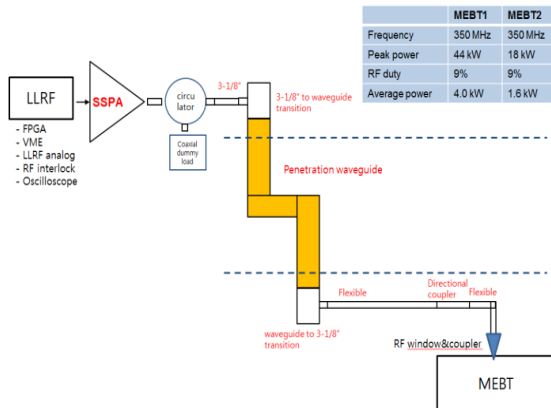 MEBT1 MEBT2
Frequency 350 MHz 350 MHz
Peak power 44 kW 18 kW
RF duty 9% 9%
Average power 4.0 kW 1.6 kW
LLRF
SSPA
circu
lator
3-1/8"
3-1/8" to waveguide
transition
Coaxial
dummy
load
- FPGA
- VME
- LLRF analog
- RF interlock
- Oscilloscope
Penetration waveguide
Flexible
Directional
coupler
Flexible
waveguide to 3-1/8"
transition
RF window&coupler
MEBT